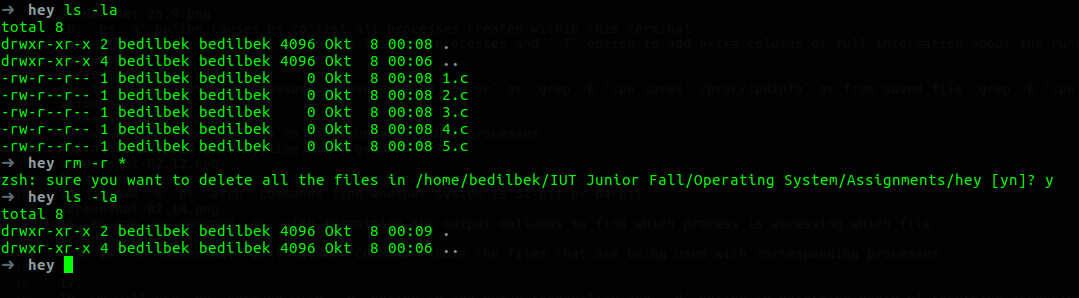 ➜ hey ls -la
total 8
drwxr-xr-x 2 bedilbek bedilbek 4096 Okt  8 00:08 .
drwxr-xr-x 4 bedilbek bedilbek 4096 Okt  8 00:06 ..
-rw-r--r-- 1 bedilbek bedilbek    0 Okt  8 00:08 1.c
-rw-r--r-- 1 bedilbek bedilbek    0 Okt  8 00:08 2.c
-rw-r--r-- 1 bedilbek bedilbek    0 Okt  8 00:08 3.c
-rw-r--r-- 1 bedilbek bedilbek    0 Okt  8 00:08 4.c
-rw-r--r-- 1 bedilbek bedilbek    0 Okt  8 00:08 5.c
➜ hey rm -r *
zsh: sure you want to delete all the files in /home/bedilbek/IUT Junior Fall/Operating System/Assignments/hey [yn]? y
➜ hey ls -la
total 8
drwxr-xr-x 2 bedilbek bedilbek 4096 Okt  8 00:09 .
drwxr-xr-x 4 bedilbek bedilbek 4096 Okt  8 00:06 ..
➜ hey